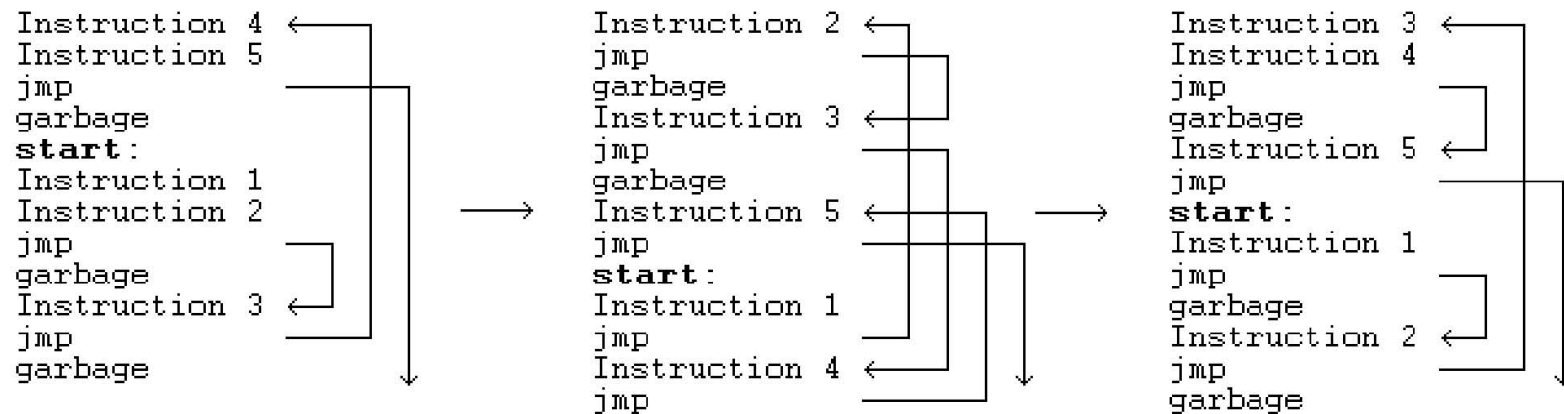 Instruction 4
Instruction 5
jmp
garbage
start:
Instruction 1
Instruction 2
jmp
garbage
Instruction 3
jmp
garbage
Instruction 2
jmp
garbage
Instruction 3
jmp
garbage
Instruction 5
jmp
start:
Instruction 1
jmp
Instruction 4
jmp
Instruction 3
Instruction 4
jmp
garbage
Instruction 5
jmp
start:
Instruction 1
jmp
garbage
Instruction 2
jmp
garbage